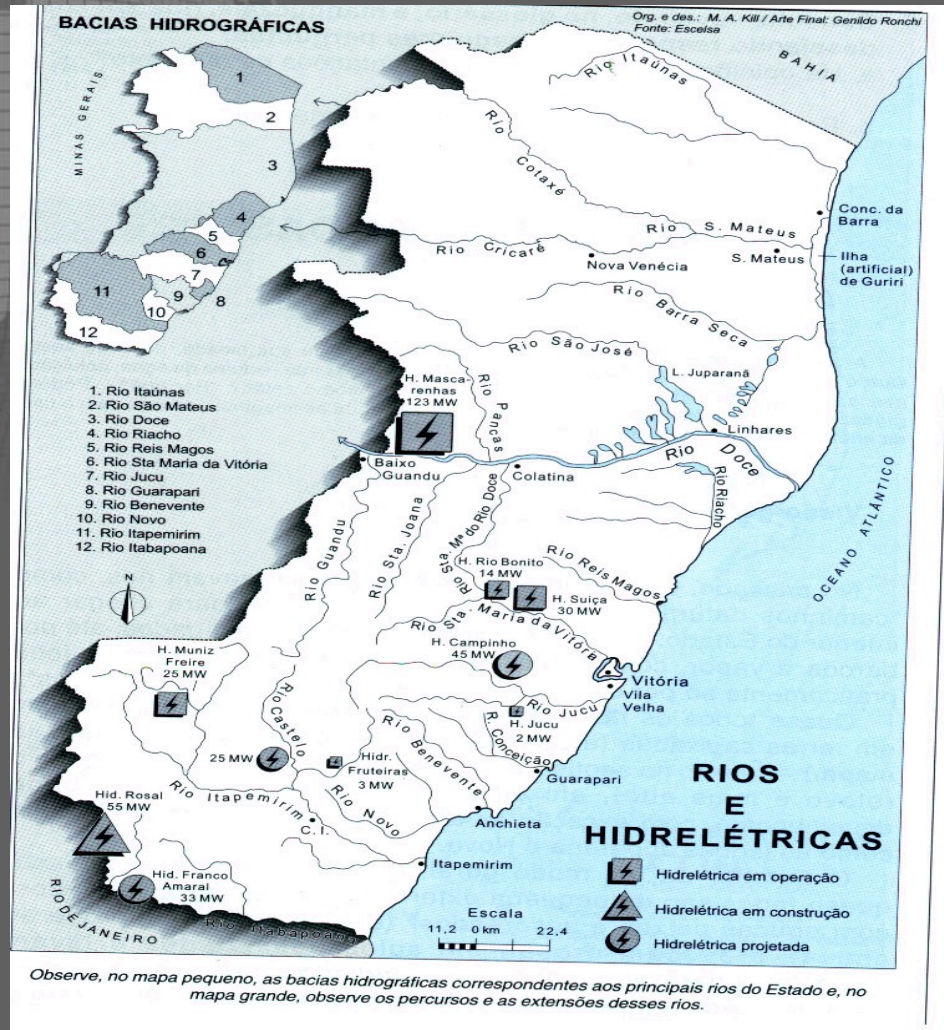 BACIAS HIDROGRÁFICAS
Org. e des.: M. A. Kill / Arte Final: Genildo Ronchi
Fonte: Escelsa
BAHIA
MINAS GERAIS
1
2
3
4
5
6
7
8
9
10
11
12
Rio Itaúnas
Rio Cotaxé
Rio S. Mateus
Rio Cricaré
Conc. da
Barra
S. Mateus
Nova Venécia
Ilha
(artificial)
de Guriri
Rio Barra Seca
Rio São José
L. Juparanã
H. Masca-
renhas
123 MW
Rio Pancas
Linhares
Rio Doce
Baixo
Guandu
Colatina
Rio Riacho
1. Rio Itaúnas
2. Rio São Mateus
3. Rio Doce
4. Rio Riacho
5. Rio Reis Magos
6. Rio Sta Maria da Vitória
7. Rio Jucu
8. Rio Guarapari
9. Rio Benevente
10. Rio Novo
11. Rio Itapemirim
12. Rio Itabapoana
N
OCEANO ATLÂNTICO
Rio Guandu
Rio Sta. Joana
Rio Sta. Mª do Rio Doce
H. Rio Bonito
14 MW
Rio Reis Magos
H. Suiça
30 MW
Rio Sta. Maria da Vitória
H. Campinho
45 MW
H. Muniz
Freire
25 MW
Vitória
Vila
Velha
Rio Jucu
H. Jucu
2 MW
Rio Castelo
25 MW
Hidr.
Fruteiras
3 MW
Rio Benevente
R. Conceição
Guarapari
Rio Itapemirim
Rio Novo
C. I.
Anchieta
Hid. Rosal
55 MW
Itapemirim
Hid. Franco
Amaral
33 MW
RIO DE JANEIRO
Rio Itabapoana
RIOS
E
HIDRELÉTRICAS
Hidrelétrica em operação
Hidrelétrica em construção
Hidrelétrica projetada
Escala
11,2 0 km 22,4
Observe, no mapa pequeno, as bacias hidrográficas correspondentes aos principais rios do Estado e, no
mapa grande, observe os percursos e as extensões desses rios.